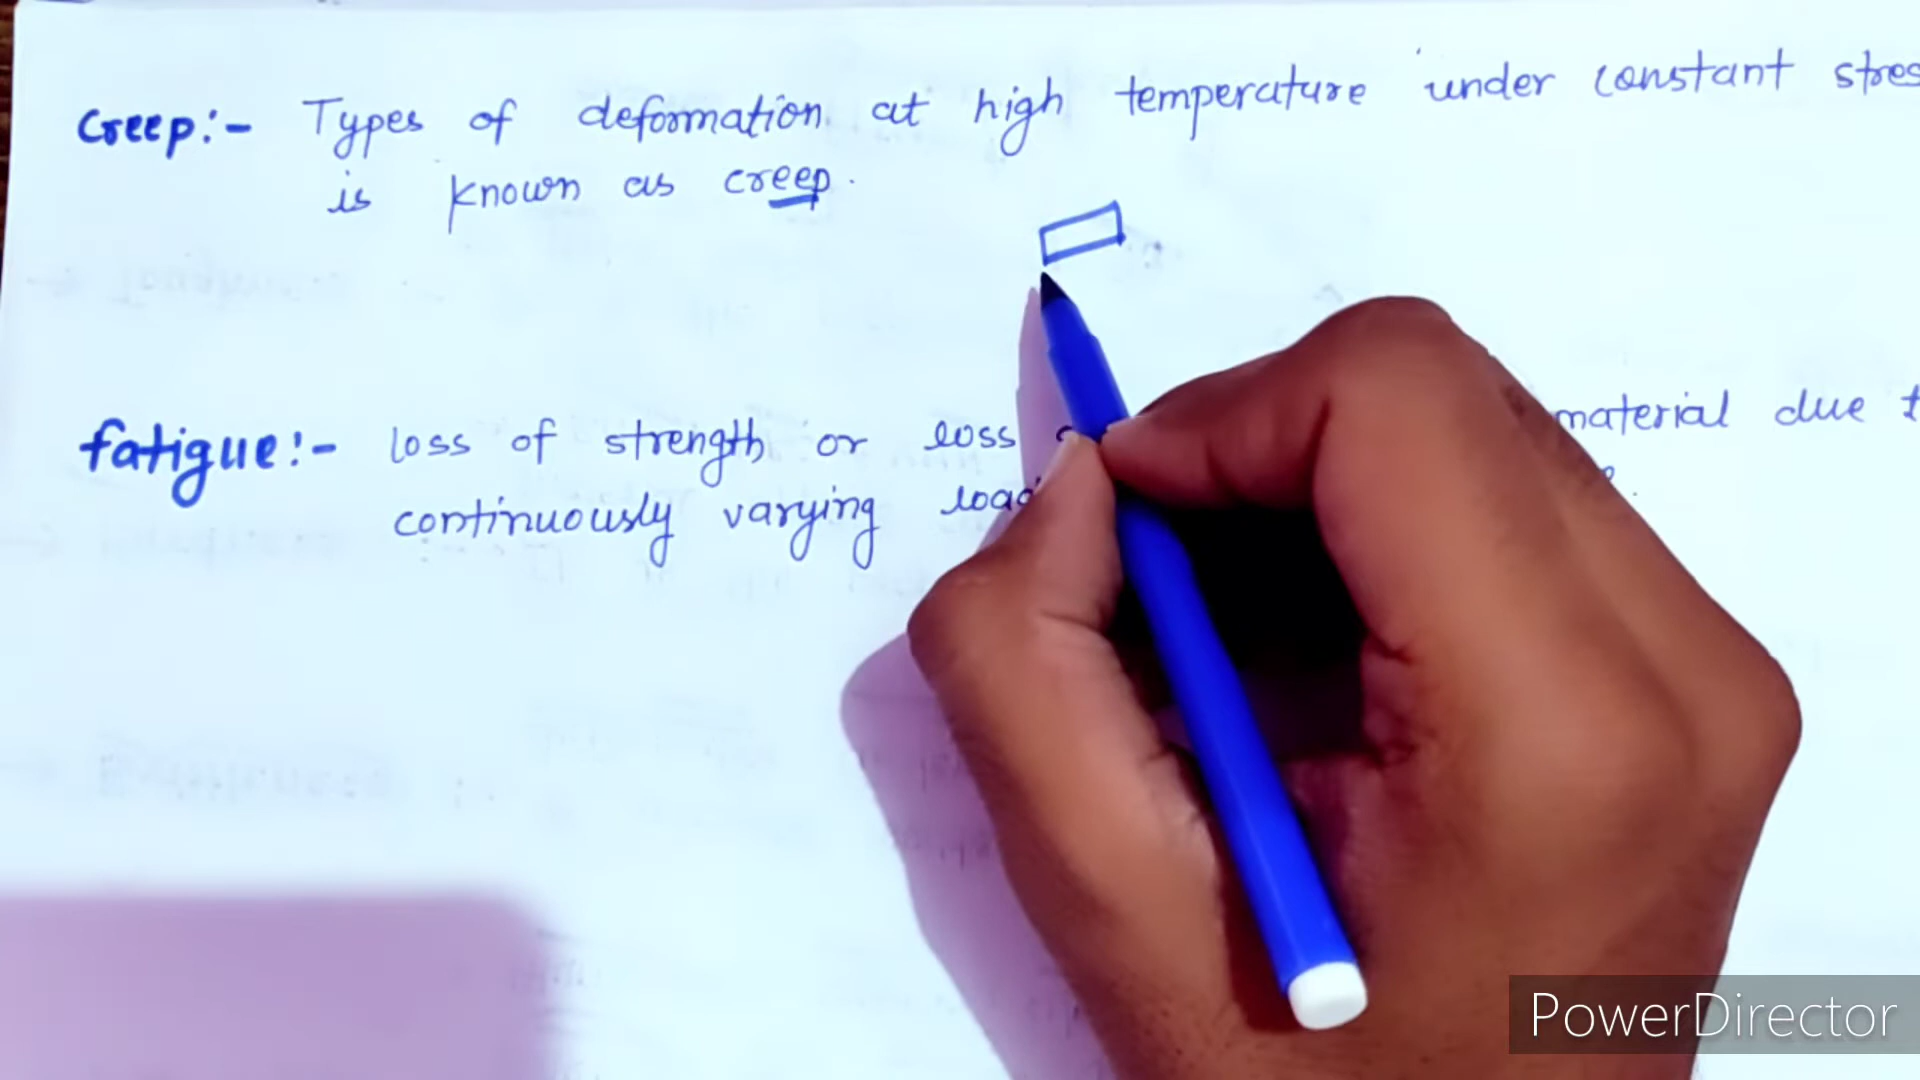 Creep:- Types of deformation at high temperature under constant stres
is known as creep.
fatigue:- loss of strength or loss material due t
continuously varying load
PowerDirector